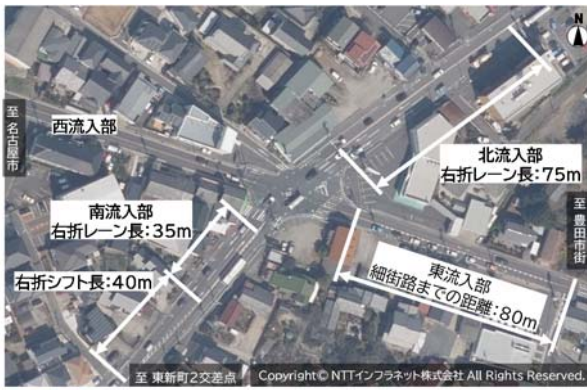 N
至 名古屋市
西流入部
北流入部
右折レーン長:75m
南流入部
右折レーン長:35m
至 豊田市街
右折シフト長:40m
東流入部
細街路までの距離:80m
至 東新町2交差点
Copyright© NTTインフラネット株式会社 All Rights Reserved